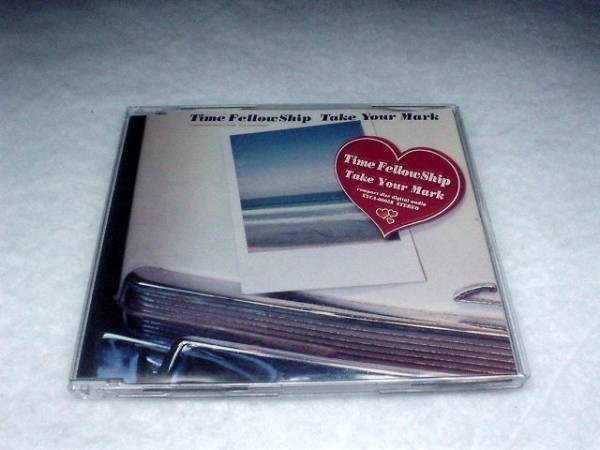 Time FellowShip Take Your Mark
Time FellowShip
Take Your Mark
compact disc digital audio
STEREO